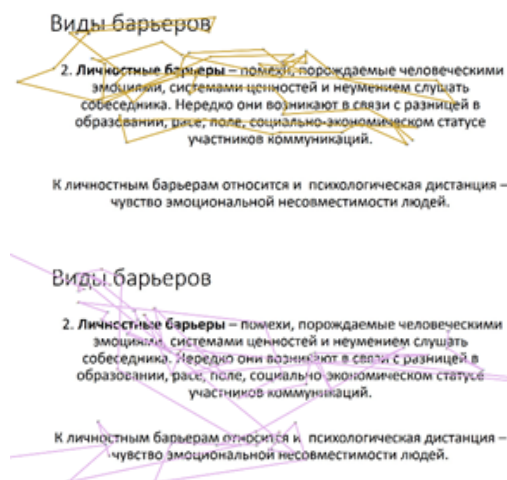 Виды барьеров
2. Личностные барьеры – помехи, порождаемые человеческими
эмоциями, системами ценностей и неумением слушать
собеседника. Нередко они возникают в связи с разницей в
образовании, расе, поле, социально-экономическом статусе
участников коммуникаций.
К личностным барьерам относится и психологическая дистанция –
чувство эмоциональной несовместимости людей.
Виды барьеров
2. Личностные барьеры – помехи, порождаемые человеческими
эмоциями, системами ценностей и неумением слушать
собеседника. Нередко они возникают в связи с разницей в
образовании, расе, поле, социально-экономическом статусе
участников коммуникаций.
К личностным барьерам относится и психологическая дистанция –
чувство эмоциональной несовместимости людей.